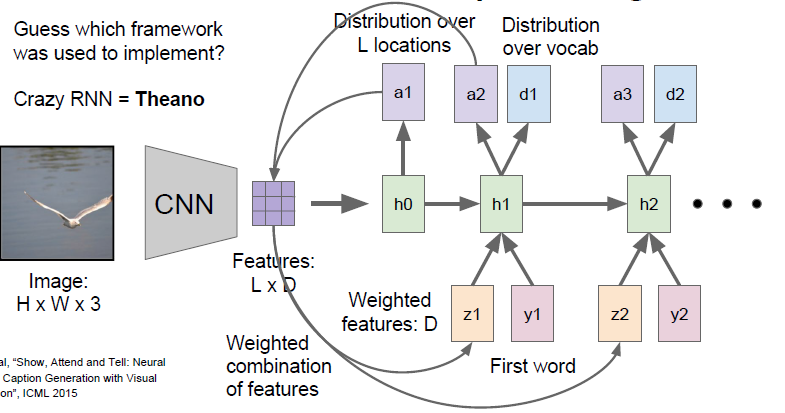 Guess which framework
was used to implement?
Crazy RNN = Theano
Distribution over
L locations
Distribution
over vocab
a1
a2
d1
a3
d2
CNN
h0
h1
h2
Features:
L x D
Image:
H x W x 3
Weighted
features: D
z1
y1
z2
y2
Weighted
combination
of features
First word
al, “Show, Attend and Tell: Neural
Caption Generation with Visual
on”, ICML 2015